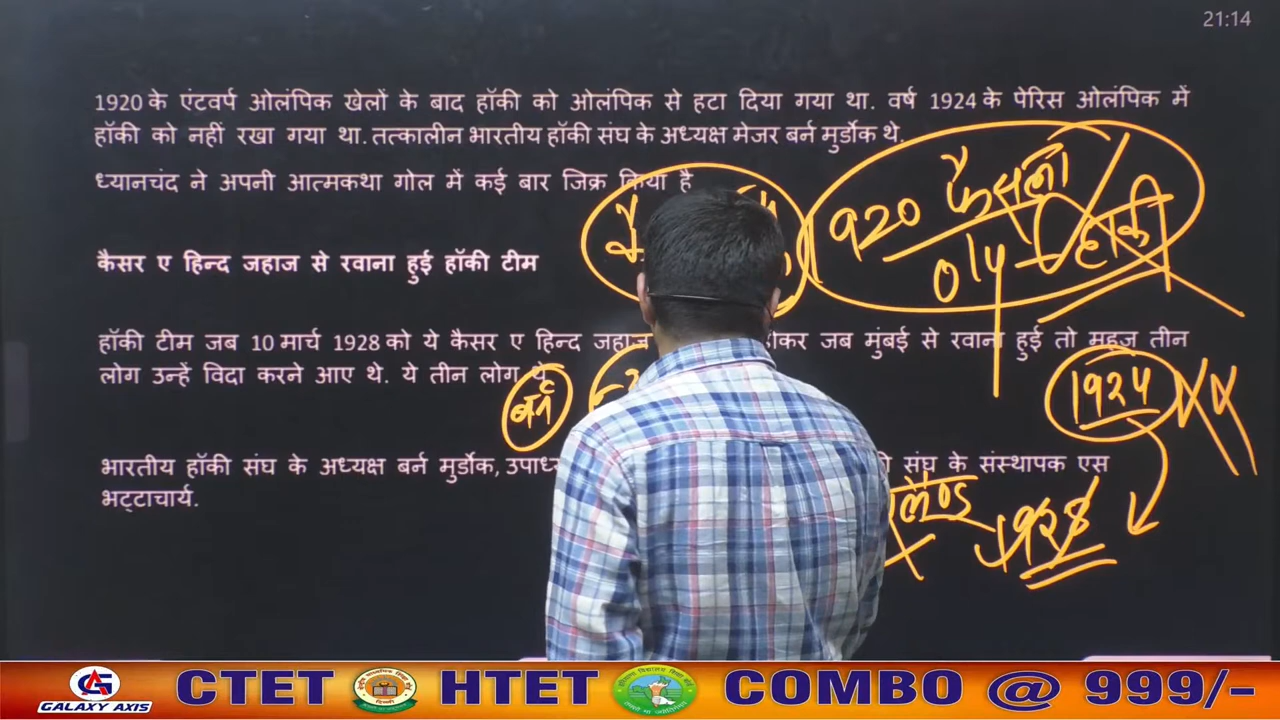 21:14
1920 के एंटवर्प ओलंपिक खेलों के बाद हॉकी को ओलंपिक से हटा दिया गया था. वर्ष 1924 के पेरिस ओलंपिक में
हॉकी को नहीं रखा गया था. तत्कालीन भारतीय हॉकी संघ के अध्यक्ष मेजर बर्न मुर्डोक थे.
ध्यानचंद ने अपनी आत्मकथा गोल में कई बार जिक्र किया है
920 फैसला
oly हॉकी
कैसर ए हिन्द जहाज से रवाना हुई हॉकी टीम
हॉकी टीम जब 10 मार्च 1928 को ये कैसर ए हिन्द जहाज होकर जब मुंबई से रवाना हुई तो महज तीन
लोग उन्हें विदा करने आए थे. ये तीन लोग थे
बर्न
1924
भारतीय हॉकी संघ के अध्यक्ष बर्न मुर्डोक, संघ के संस्थापक एस
भट्टाचार्य.
1928
GALAXY AXIS
CTET HTET COMBO @ 999/-